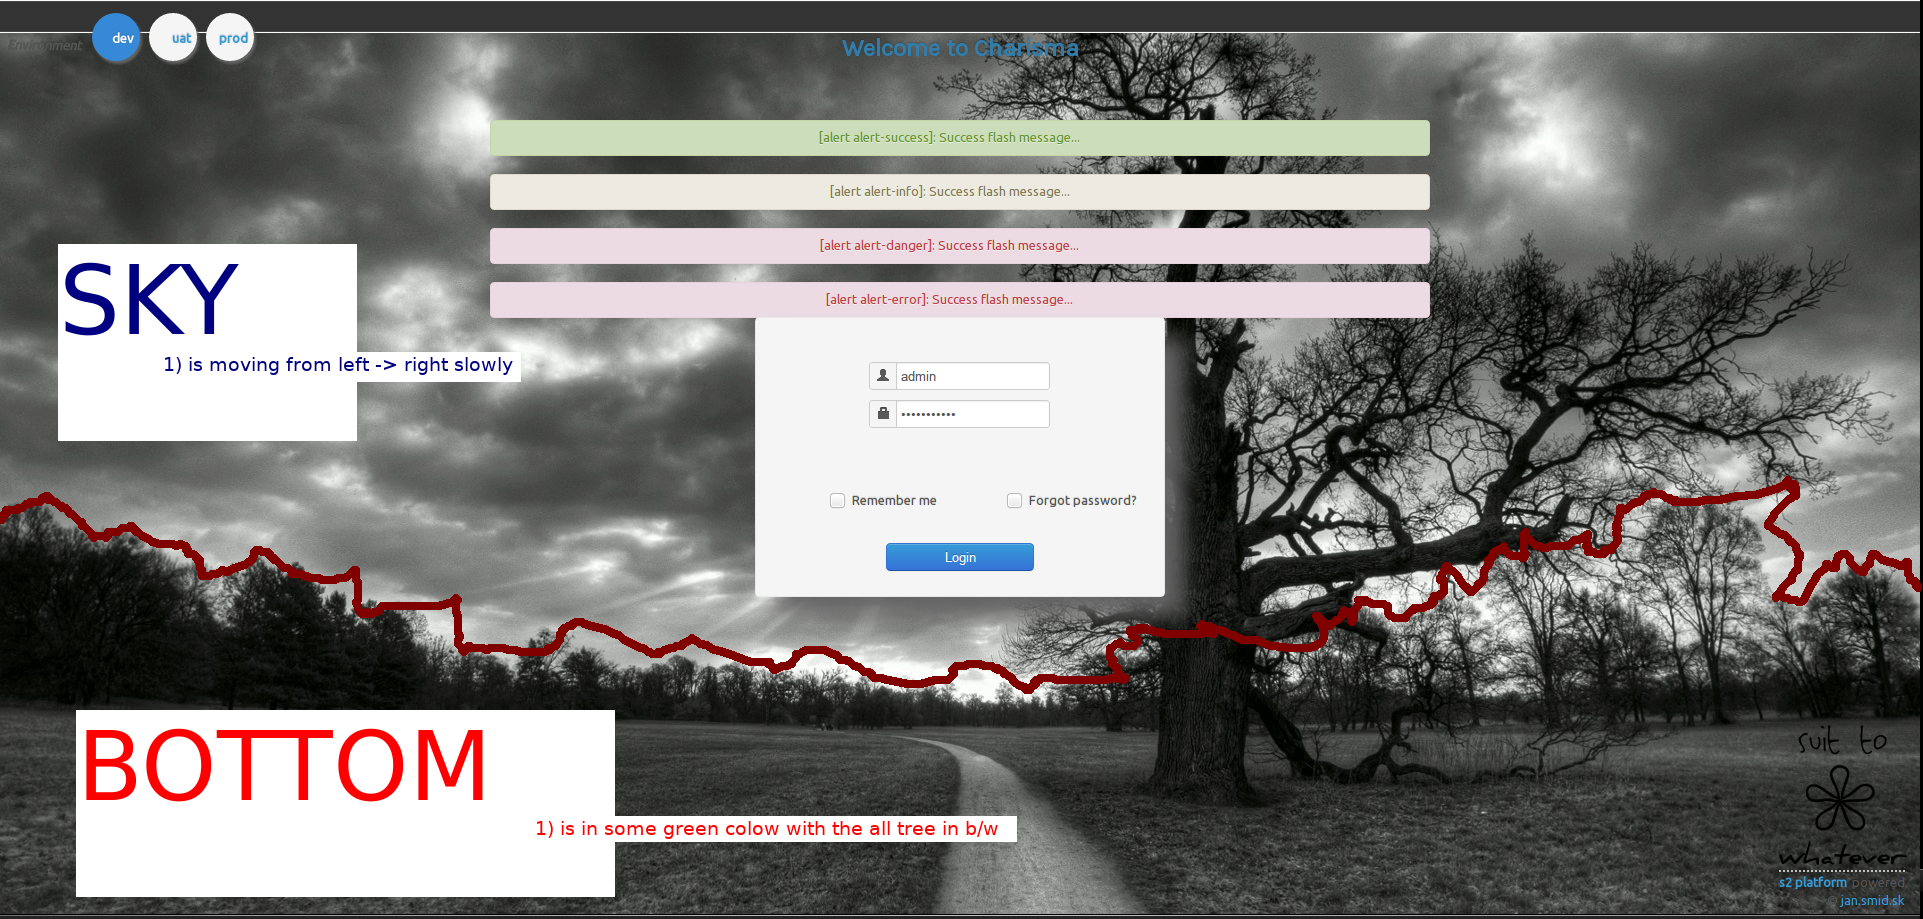 Environment
dev
uat
prod
Welcome to Charisma
[alert alert-success]: Success flash message...
[alert alert-info]: Success flash message...
[alert alert-danger]: Success flash message...
[alert alert-error]: Success flash message...
SKY
1) is moving from left -> right slowly
admin
•••••••••••
Remember me
Forgot password?
Login
BOTTOM
1) is in some green colow with the all tree in b/w
suit to
whatever
s2 platform powered
jan.smid.sk